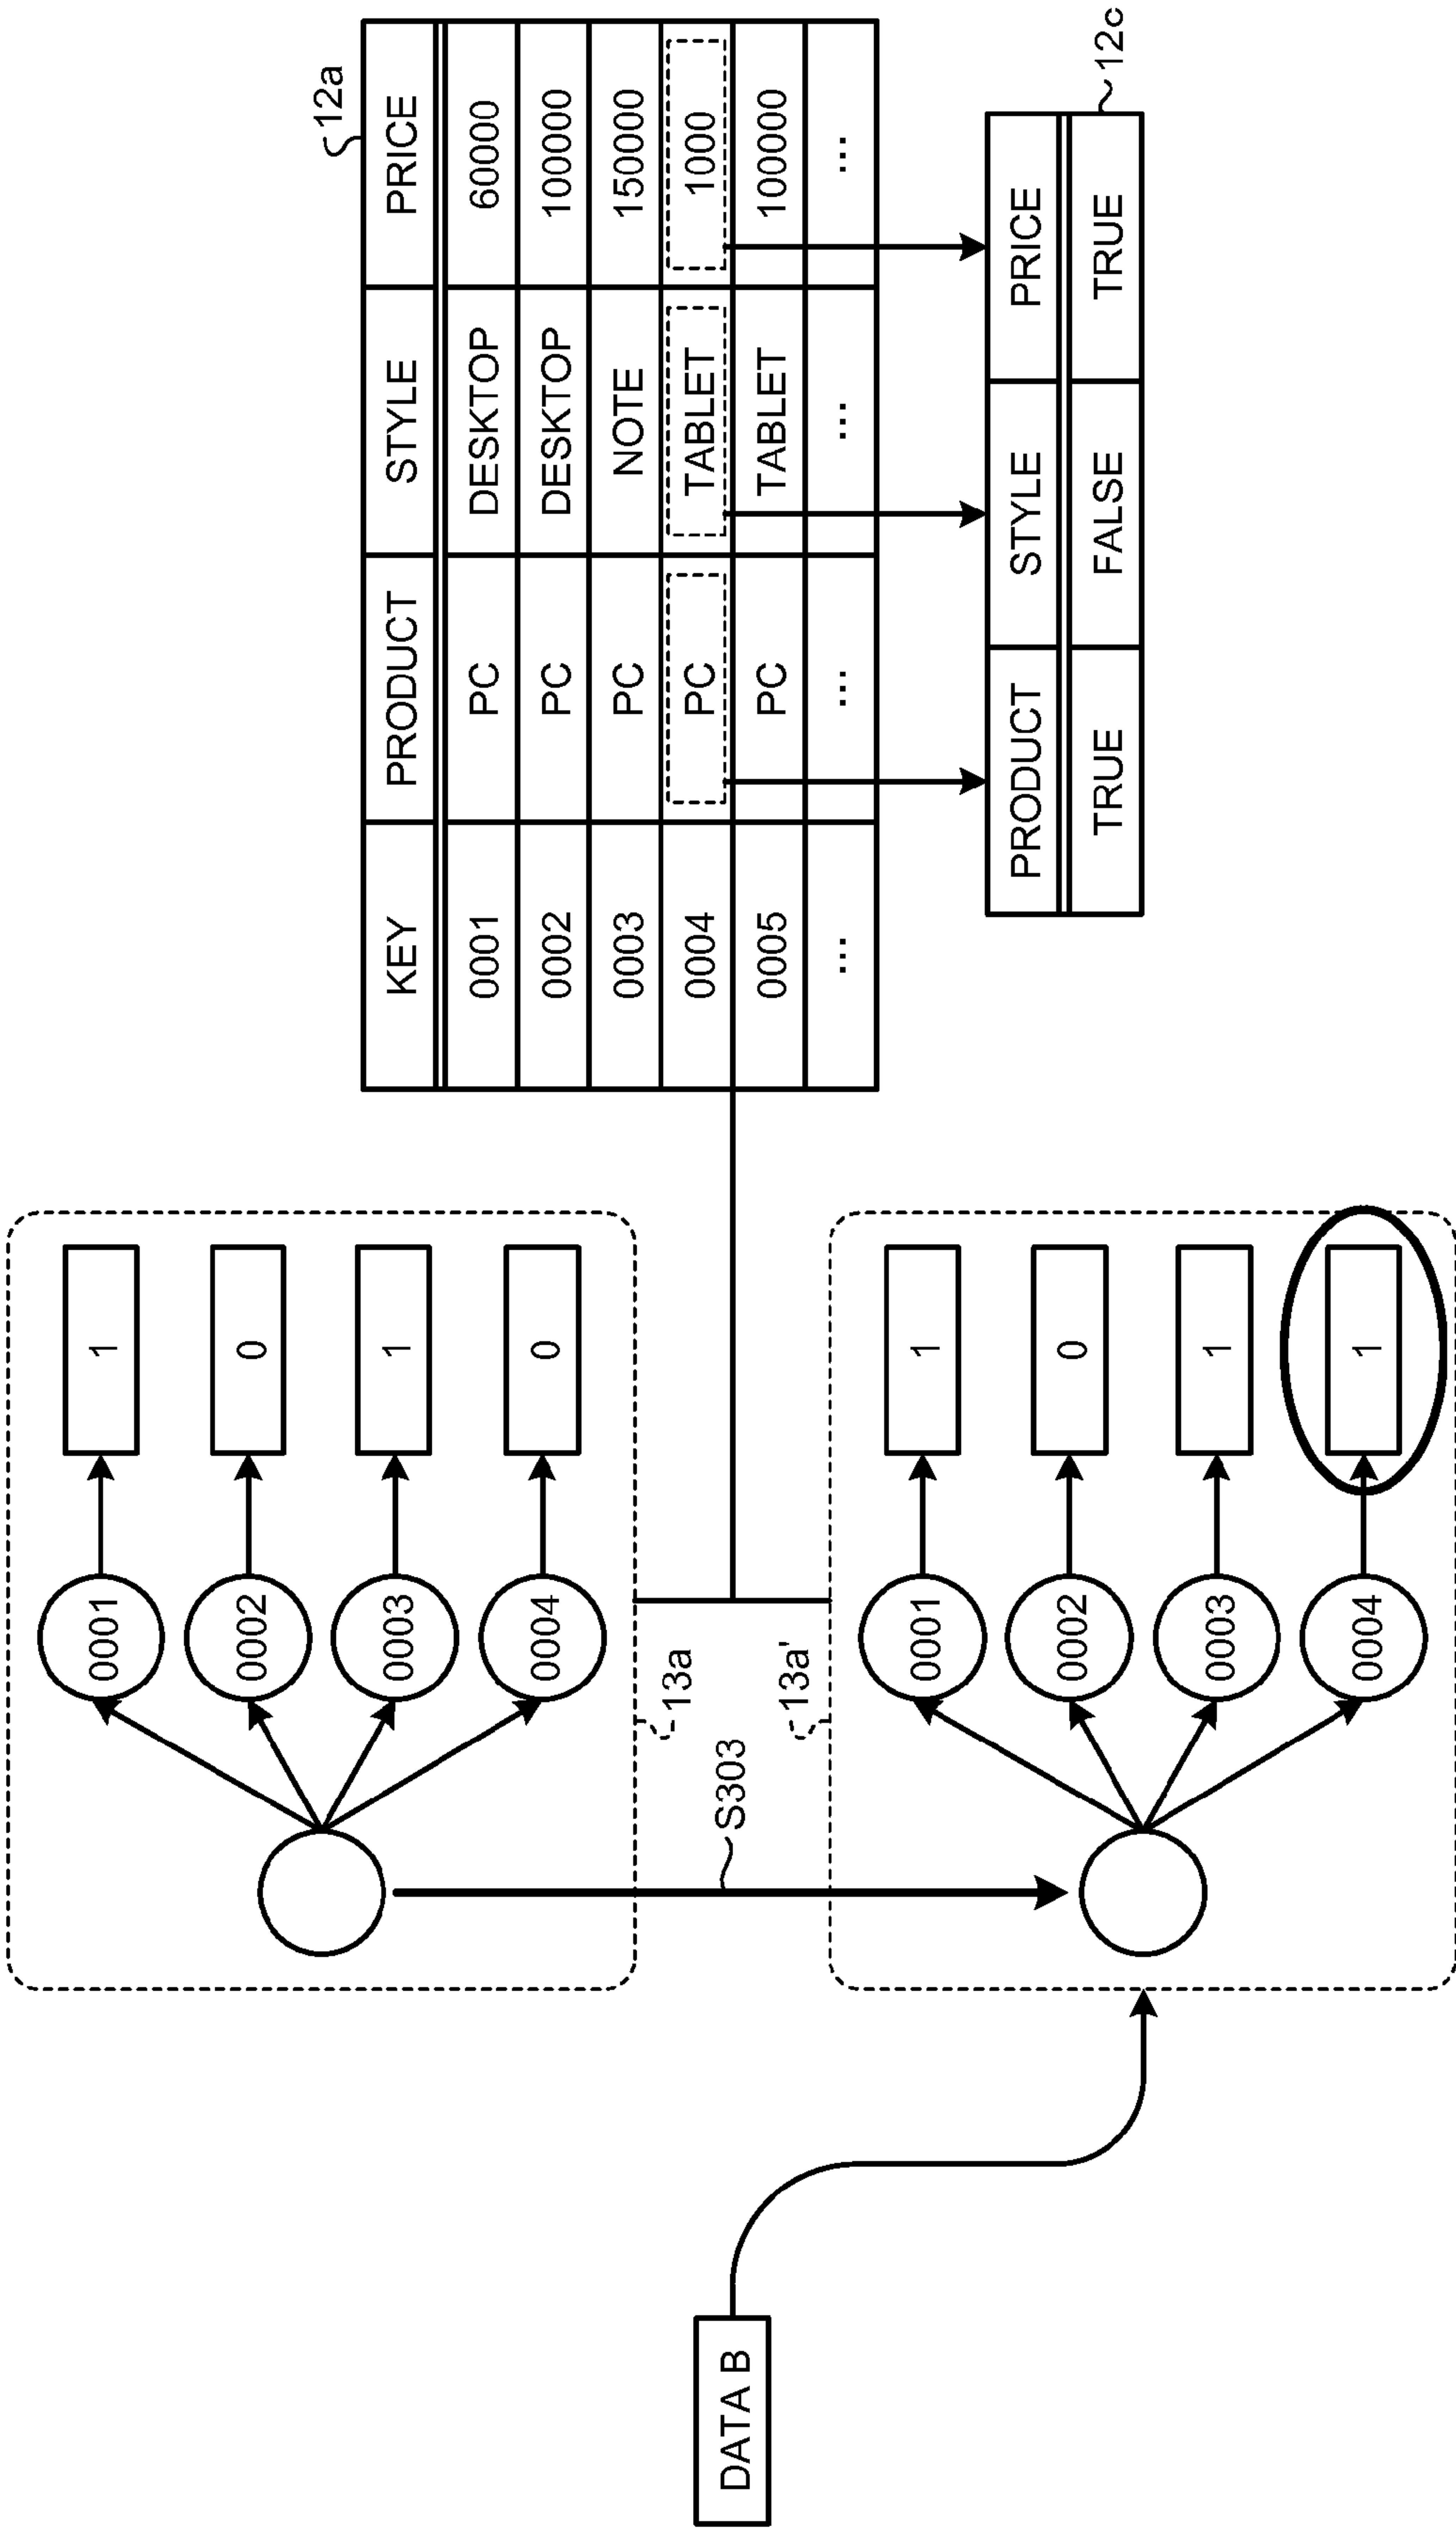 DATA B
S303
13a
0001 1
0002 0
0003 1
0004 0
13a'
0001 1
0002 0
0003 1
0004 1
12a
KEY PRODUCT STYLE PRICE
0001 PC DESKTOP 60000
0002 PC DESKTOP 100000
0003 PC NOTE 150000
0004 PC TABLET 1000
0005 PC TABLET 100000
... ... ... ...
PRODUCT STYLE PRICE
TRUE FALSE TRUE
12c